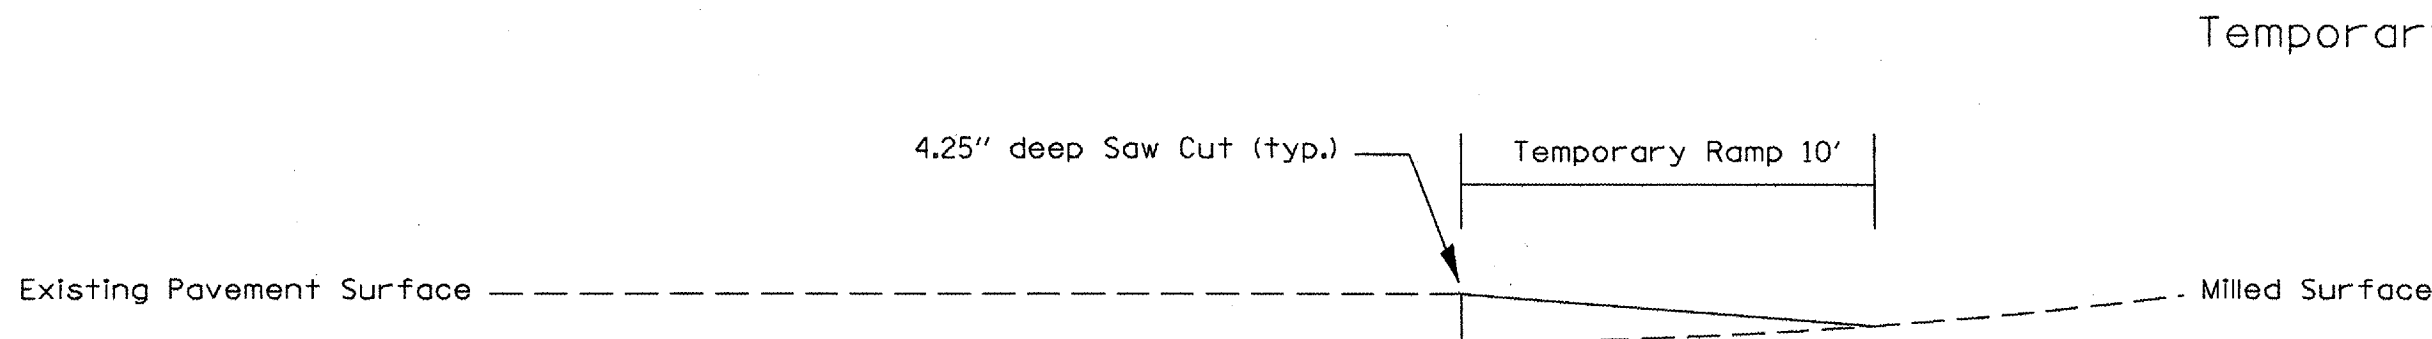 Temporar
4.25" deep Saw Cut (typ.)
Temporary Ramp 10'
Existing Pavement Surface
Milled Surface